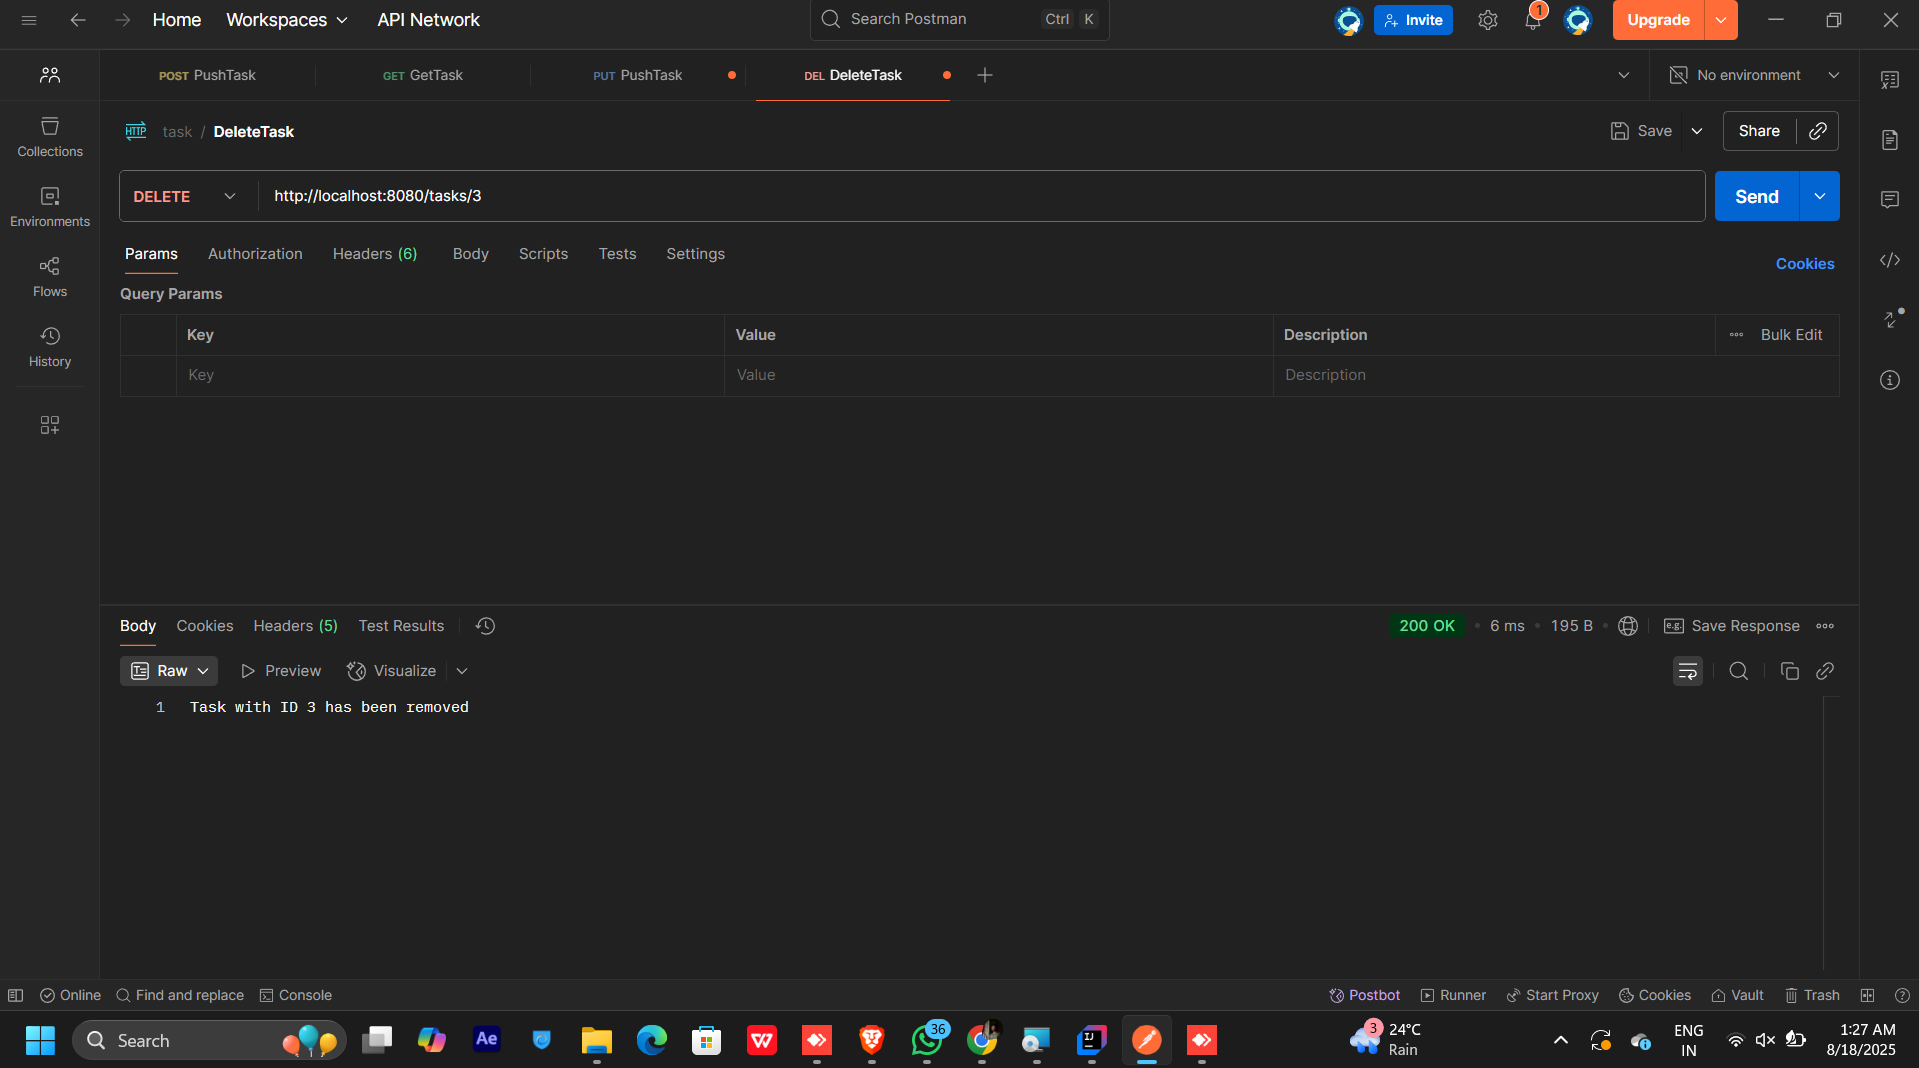 Home Workspaces API Network Search Postman Ctrl K Invite 1 Upgrade
POST PushTask GET GetTask PUT PushTask DEL DeleteTask No environment
HTTP task / DeleteTask Save Share
Collections
DELETE http://localhost:8080/tasks/3 Send
Environments
Params Authorization Headers (6) Body Scripts Tests Settings Cookies
Flows
Query Params
Key Value Description Bulk Edit
History
Key Value Description
Body Cookies Headers (5) Test Results 200 OK 6 ms 195 B e.g. Save Response
Raw Preview Visualize
1 Task with ID 3 has been removed
Online Find and replace Console Postbot Runner Start Proxy Cookies Vault Trash
Search Ae W 36 IJ 3 24°C ENG 1:27 AM
Rain IN 8/18/2025